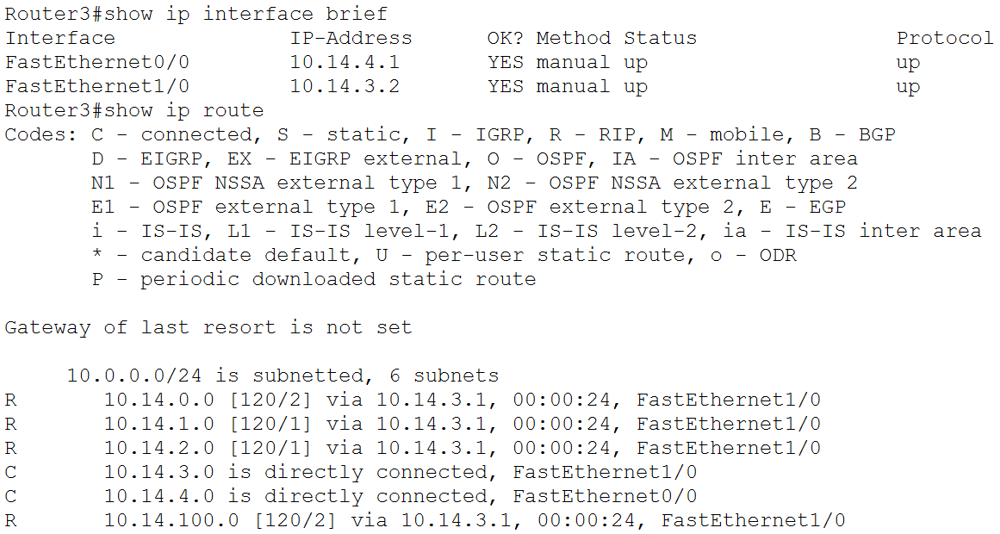 Router3#show ip interface brief
Interface              IP-Address      OK? Method Status                Protocol
FastEthernet0/0        10.14.4.1       YES manual up                    up
FastEthernet1/0        10.14.3.2       YES manual up                    up
Router3#show ip route
Codes: C - connected, S - static, I - IGRP, R - RIP, M - mobile, B - BGP
       D - EIGRP, EX - EIGRP external, O - OSPF, IA - OSPF inter area
       N1 - OSPF NSSA external type 1, N2 - OSPF NSSA external type 2
       E1 - OSPF external type 1, E2 - OSPF external type 2, E - EGP
       i - IS-IS, L1 - IS-IS level-1, L2 - IS-IS level-2, ia - IS-IS inter area
       * - candidate default, U - per-user static route, o - ODR
       P - periodic downloaded static route

Gateway of last resort is not set

     10.0.0.0/24 is subnetted, 6 subnets
R       10.14.0.0 [120/2] via 10.14.3.1, 00:00:24, FastEthernet1/0
R       10.14.1.0 [120/1] via 10.14.3.1, 00:00:24, FastEthernet1/0
R       10.14.2.0 [120/1] via 10.14.3.1, 00:00:24, FastEthernet1/0
C       10.14.3.0 is directly connected, FastEthernet1/0
C       10.14.4.0 is directly connected, FastEthernet0/0
R       10.14.100.0 [120/2] via 10.14.3.1, 00:00:24, FastEthernet1/0